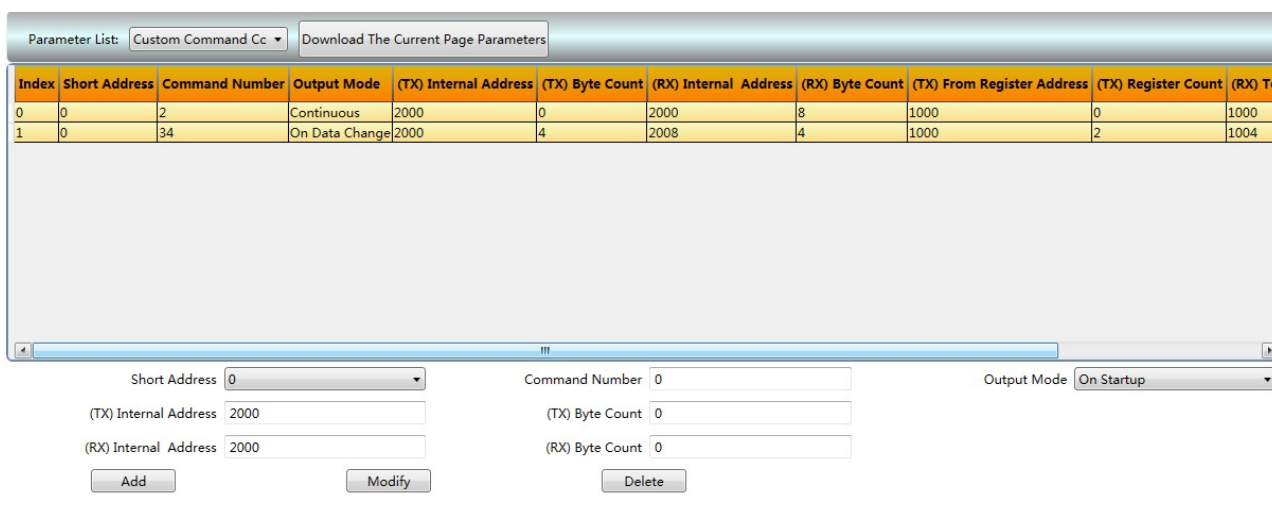 Parameter List: Custom Command Cc Download The Current Page Parameters
Index Short Address Command Number Output Mode (TX) Internal Address (TX) Byte Count (RX) Internal Address (RX) Byte Count (TX) From Register Address (TX) Register Count (RX) T
0 0 2 Continuous 2000 0 2000 8 1000 0 1000
1 0 34 On Data Change 2000 4 2008 4 1000 2 1004
Short Address 0 Command Number 0 Output Mode On Startup
(TX) Internal Address 2000 (TX) Byte Count 0
(RX) Internal Address 2000 (RX) Byte Count 0
Add Modify Delete